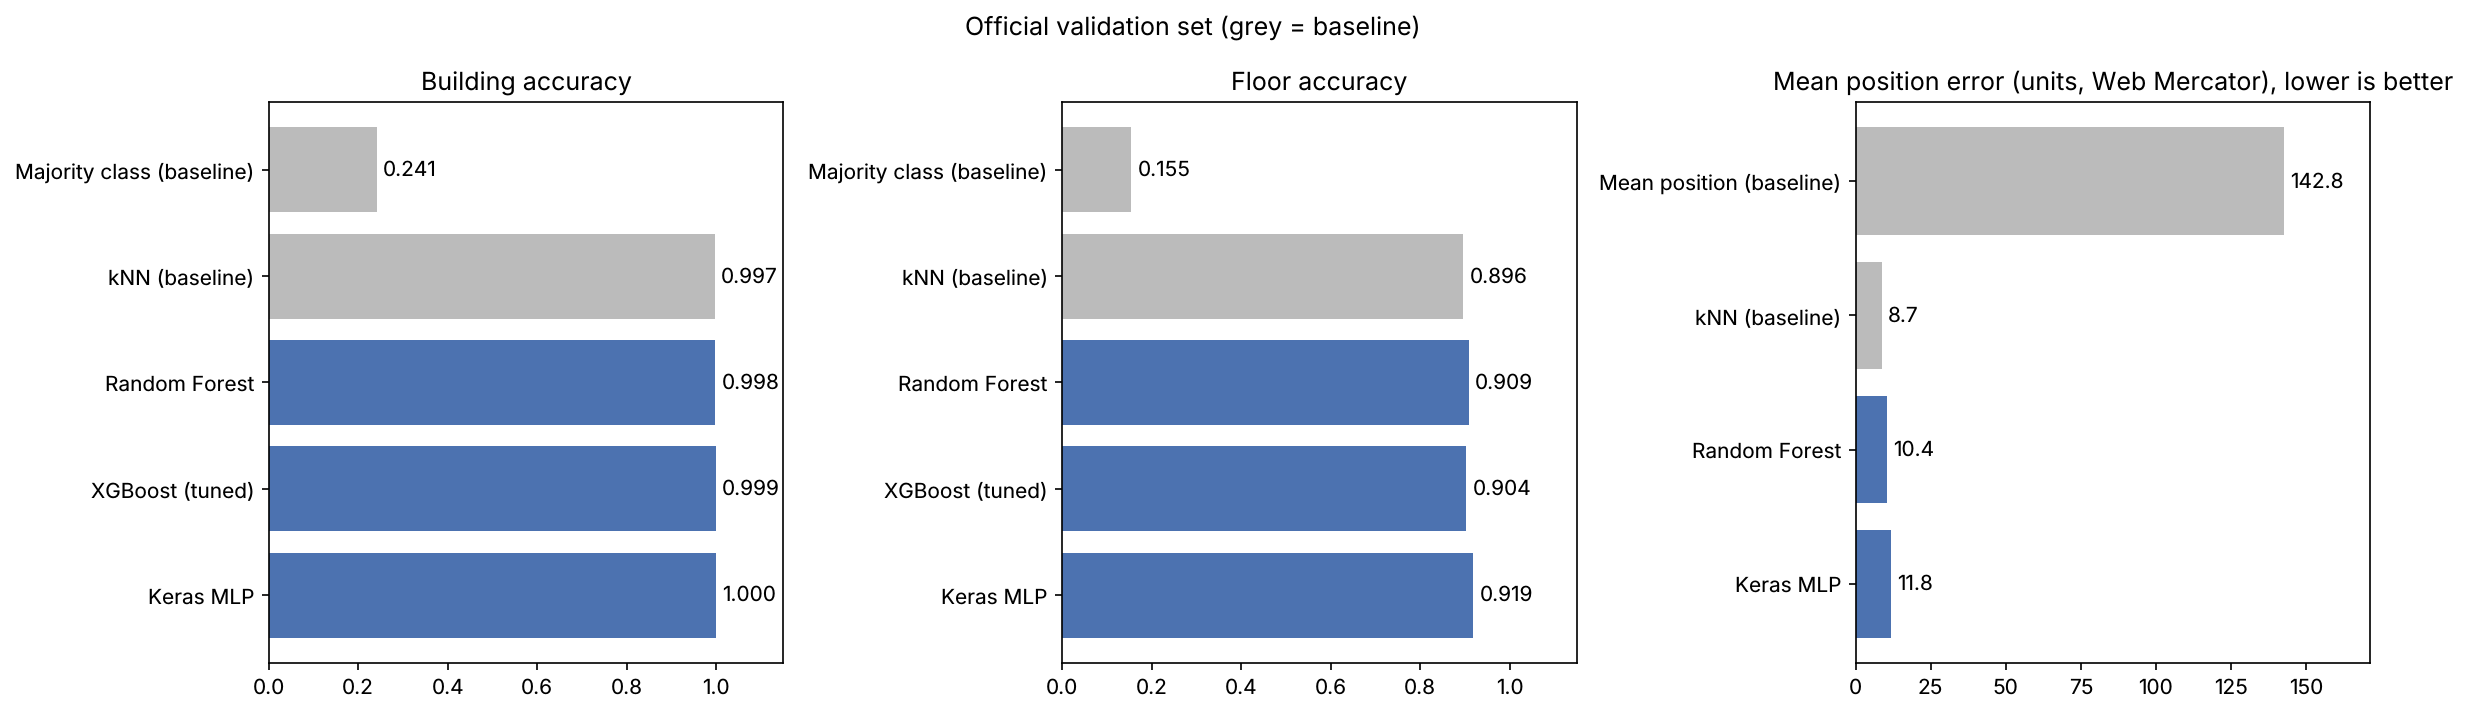 Official validation set (grey = baseline)
Building accuracy
Majority class (baseline)
0.241
kNN (baseline)
0.997
Random Forest
0.998
XGBoost (tuned)
0.999
Keras MLP
1.000
0.0 0.2 0.4 0.6 0.8 1.0
Floor accuracy
Majority class (baseline)
0.155
kNN (baseline)
0.896
Random Forest
0.909
XGBoost (tuned)
0.904
Keras MLP
0.919
0.0 0.2 0.4 0.6 0.8 1.0
Mean position error (units, Web Mercator), lower is better
Mean position (baseline)
142.8
kNN (baseline)
8.7
Random Forest
10.4
Keras MLP
11.8
0 25 50 75 100 125 150